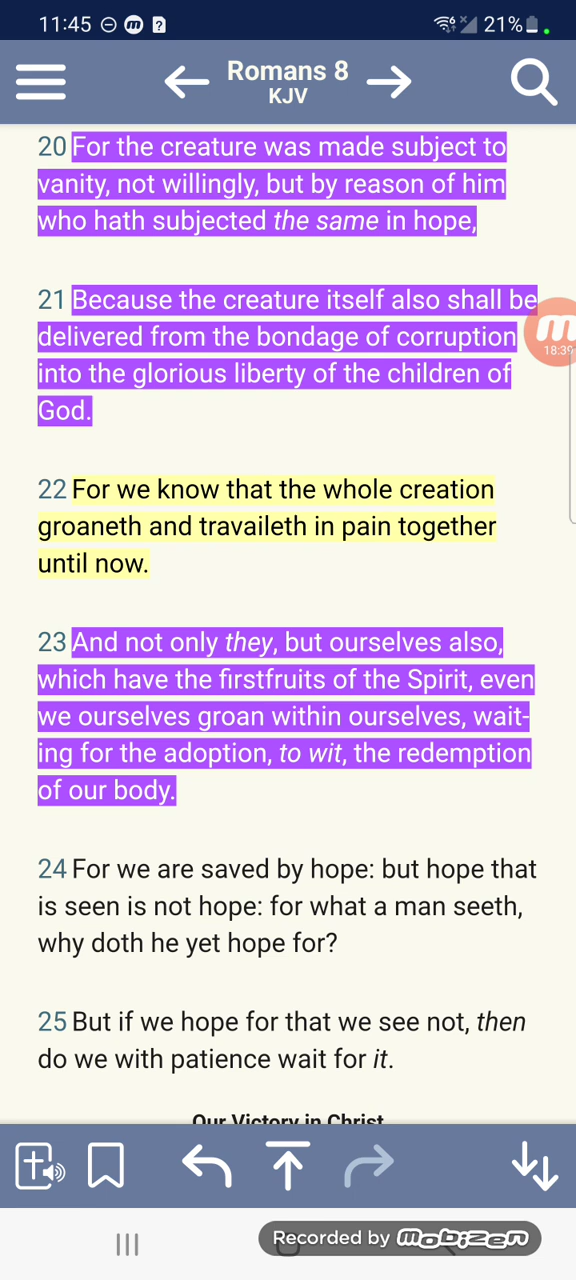 11:45 m ? 6 21%
Romans 8
KJV
20 For the creature was made subject to
vanity, not willingly, but by reason of him
who hath subjected the same in hope,
21 Because the creature itself also shall be
delivered from the bondage of corruption
m
18:39
into the glorious liberty of the children of
God.
22 For we know that the whole creation
groaneth and travaileth in pain together
until now.
23 And not only they, but ourselves also,
which have the firstfruits of the Spirit, even
we ourselves groan within ourselves, wait-
ing for the adoption, to wit, the redemption
of our body.
24 For we are saved by hope: but hope that
is seen is not hope: for what a man seeth,
why doth he yet hope for?
25 But if we hope for that we see not, then
do we with patience wait for it.
Our Victory in Christ
Recorded by mobizen